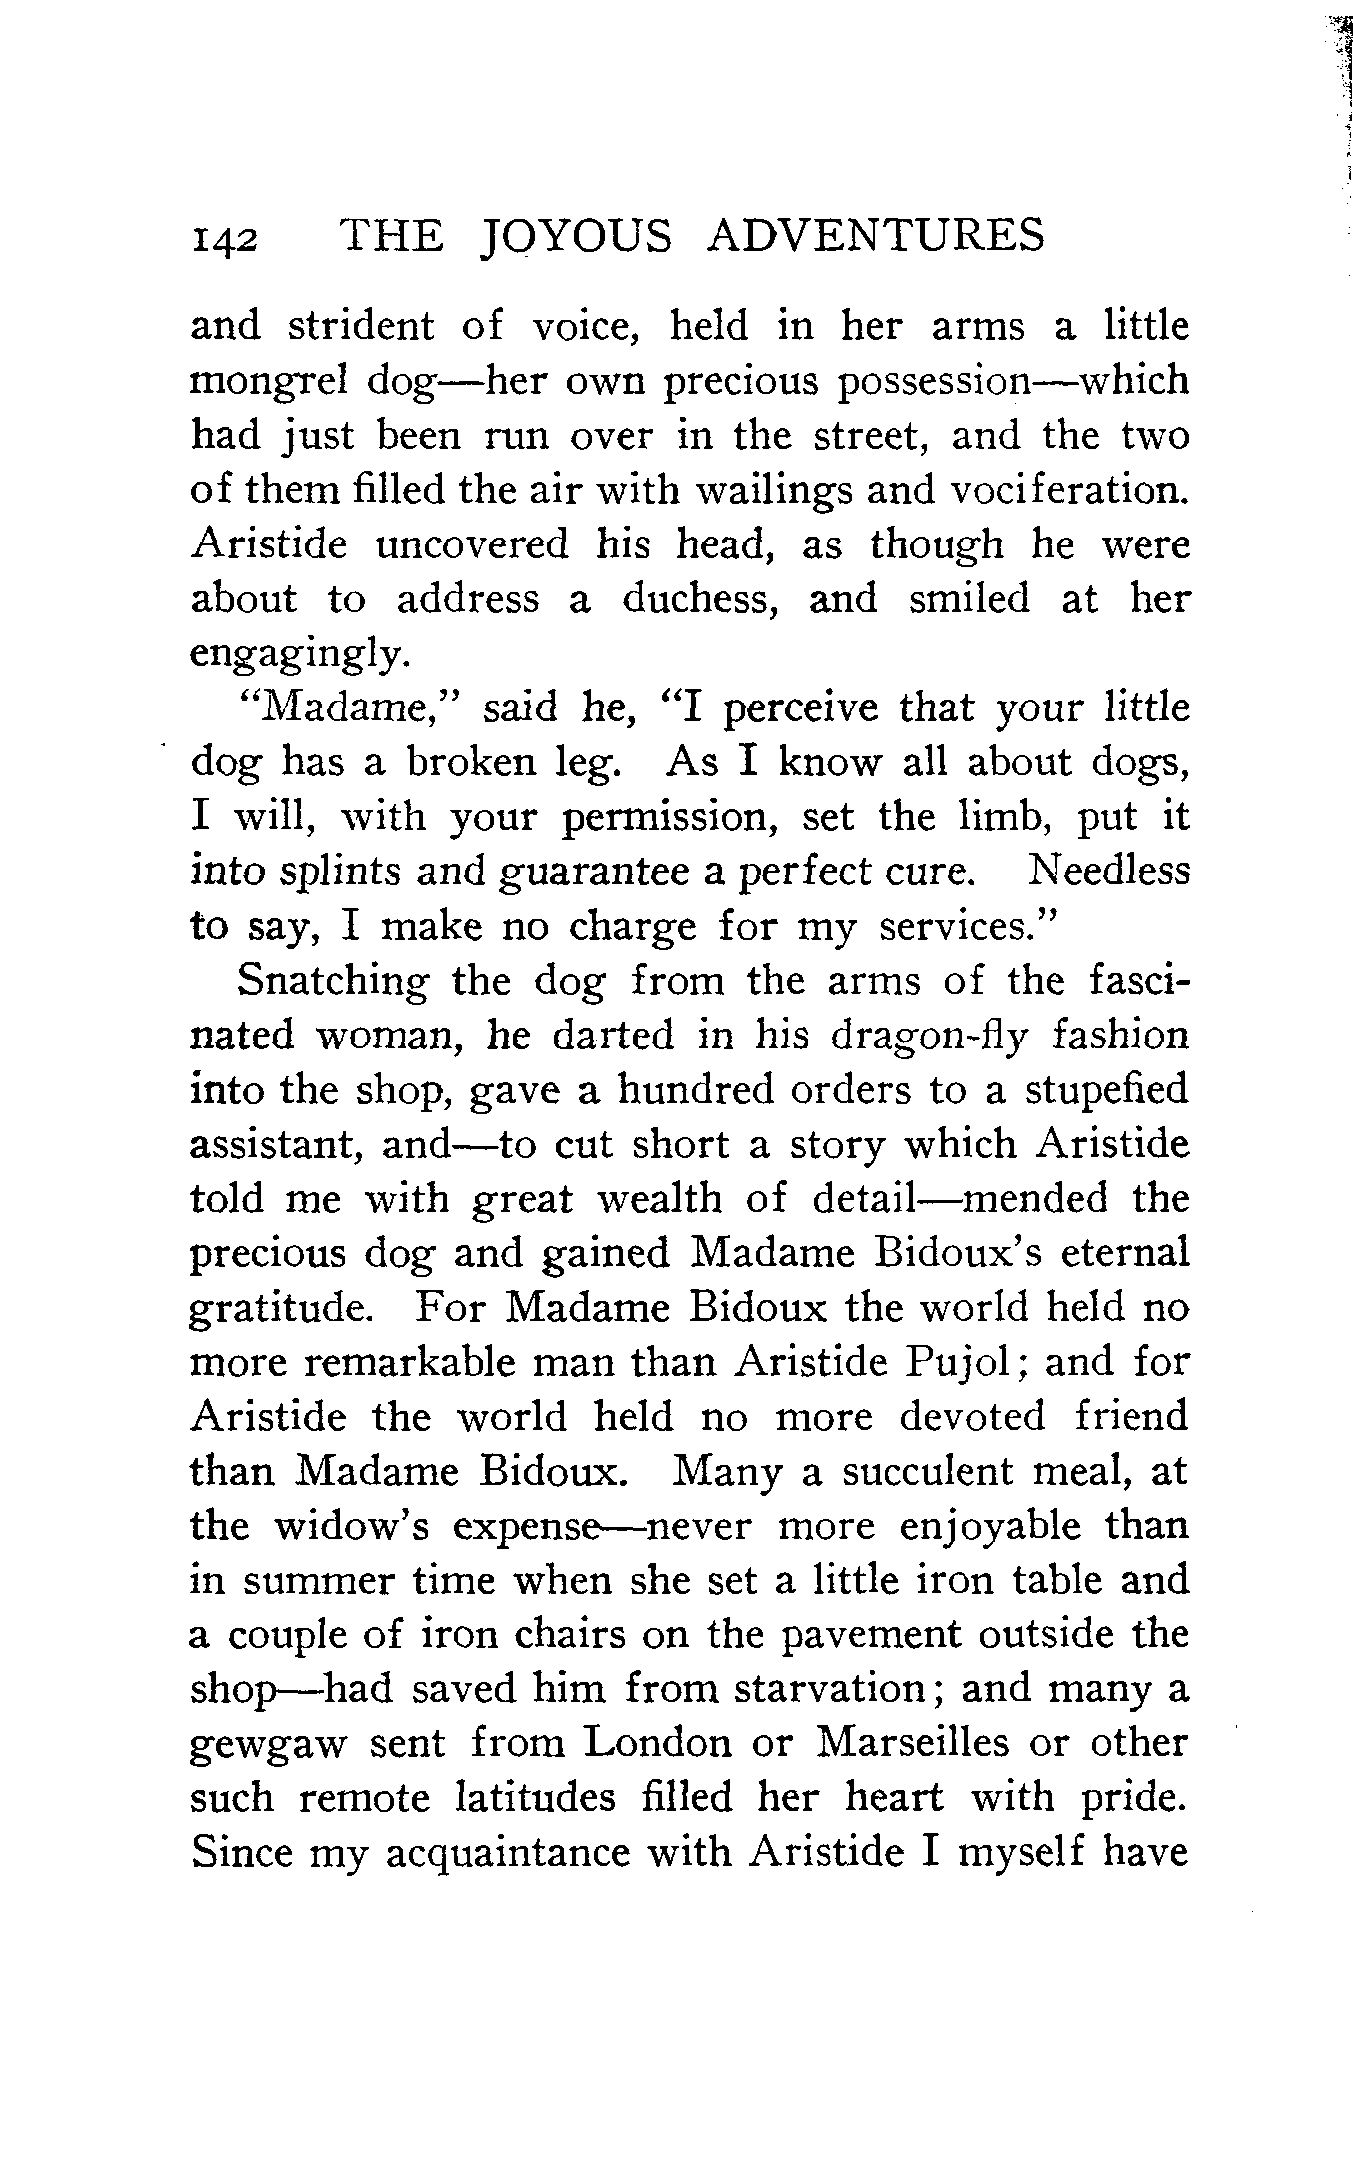 142 THE JOYOUS ADVENTURES
and strident of voice, held in her arms a little
mongrel dog—her own precious possession—which
had just been run over in the street, and the two
of them filled the air with wailings and vociferation.
Aristide uncovered his head, as though he were
about to address a duchess, and smiled at her
engagingly.
“Madame,” said he, “I perceive that your little
dog has a broken leg. As I know all about dogs,
I will, with your permission, set the limb, put it
into splints and guarantee a perfect cure. Needless
to say, I make no charge for my services.”
Snatching the dog from the arms of the fasci-
nated woman, he darted in his dragon-fly fashion
into the shop, gave a hundred orders to a stupefied
assistant, and—to cut short a story which Aristide
told me with great wealth of detail—mended the
precious dog and gained Madame Bidoux’s eternal
gratitude. For Madame Bidoux the world held no
more remarkable man than Aristide Pujol; and for
Aristide the world held no more devoted friend
than Madame Bidoux. Many a succulent meal, at
the widow’s expense—never more enjoyable than
in summer time when she set a little iron table and
a couple of iron chairs on the pavement outside the
shop—had saved him from starvation; and many a
gewgaw sent from London or Marseilles or other
such remote latitudes filled her heart with pride.
Since my acquaintance with Aristide I myself have